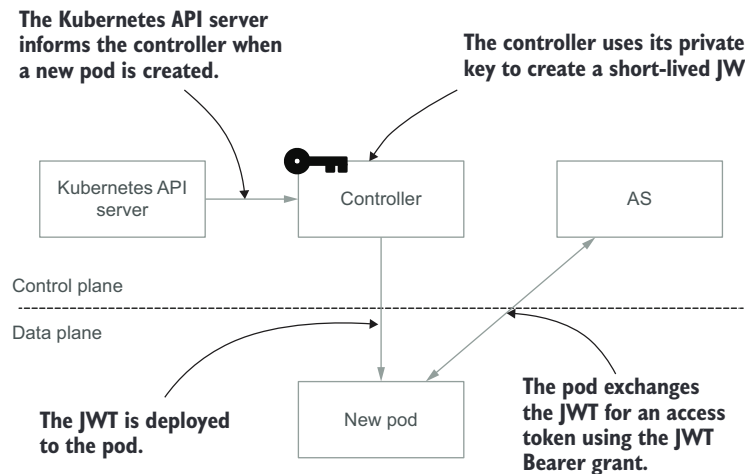 The Kubernetes API server
informs the controller when
a new pod is created.
The controller uses its private
key to create a short-lived JW
Kubernetes API
server
Controller
AS
Control plane
Data plane
The JWT is deployed
to the pod.
New pod
The pod exchanges
the JWT for an access
token using the JWT
Bearer grant.